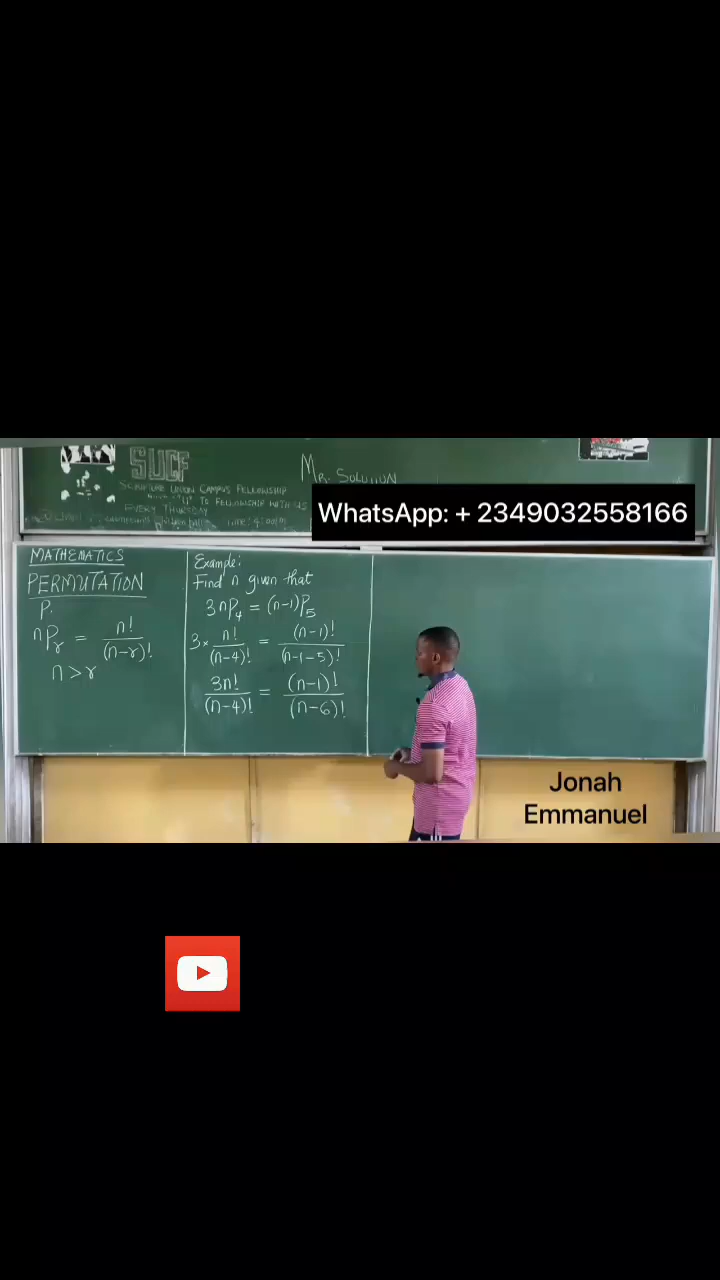 SUCF
Mr. Solution
SCRIPTURE UNION CAMPUS FELLOWSHIP
TO FELLOWSHIP WITH US
EVERY THURSDAY
WhatsApp: + 2349032558166
MATHEMATICS
PERMUTATION
P.
nPr = n!/(n-r)!
n > r
Example:
Find n given that
3nP4 = (n-1)P5
3 × n!/(n-4)! = (n-1)!/(n-1-5)!
3n!/(n-4)! = (n-1)!/(n-6)!
Jonah
Emmanuel